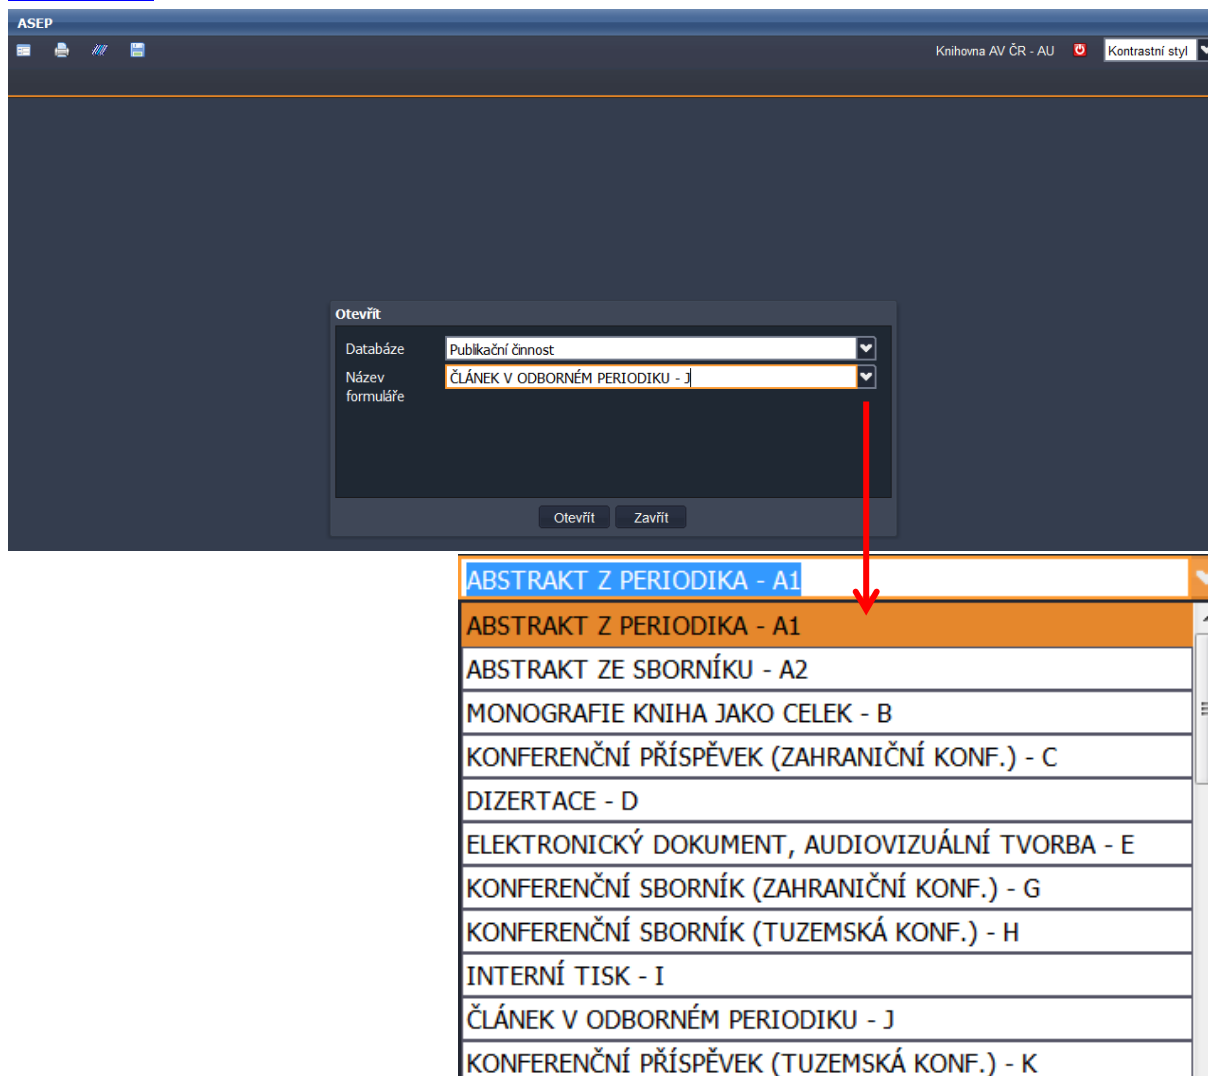 ASEP
Knihovna AV ČR - AU
Kontrastní styl
Otevřít
Databáze
Publikační činnost
Název formuláře
ČLÁNEK V ODBORNÉM PERIODIKU - J
Otevřít
Zavřít
ABSTRAKT Z PERIODIKA - A1
ABSTRAKT Z PERIODIKA - A1
ABSTRAKT ZE SBORNÍKU - A2
MONOGRAFIE KNIHA JAKO CELEK - B
KONFERENČNÍ PŘÍSPĚVEK (ZAHRANIČNÍ KONF.) - C
DIZERTACE - D
ELEKTRONICKÝ DOKUMENT, AUDIOVIZUÁLNÍ TVORBA - E
KONFERENČNÍ SBORNÍK (ZAHRANIČNÍ KONF.) - G
KONFERENČNÍ SBORNÍK (TUZEMSKÁ KONF.) - H
INTERNÍ TISK - I
ČLÁNEK V ODBORNÉM PERIODIKU - J
KONFERENČNÍ PŘÍSPĚVEK (TUZEMSKÁ KONF.) - K